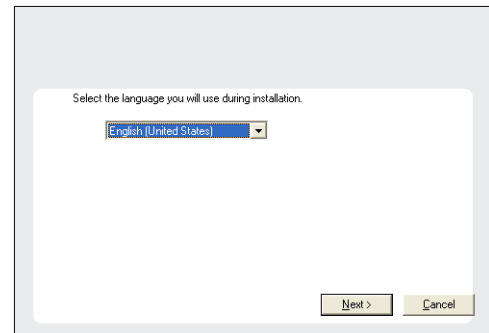 Select the language you will use during installation.
English (United States)
Next >
Cancel